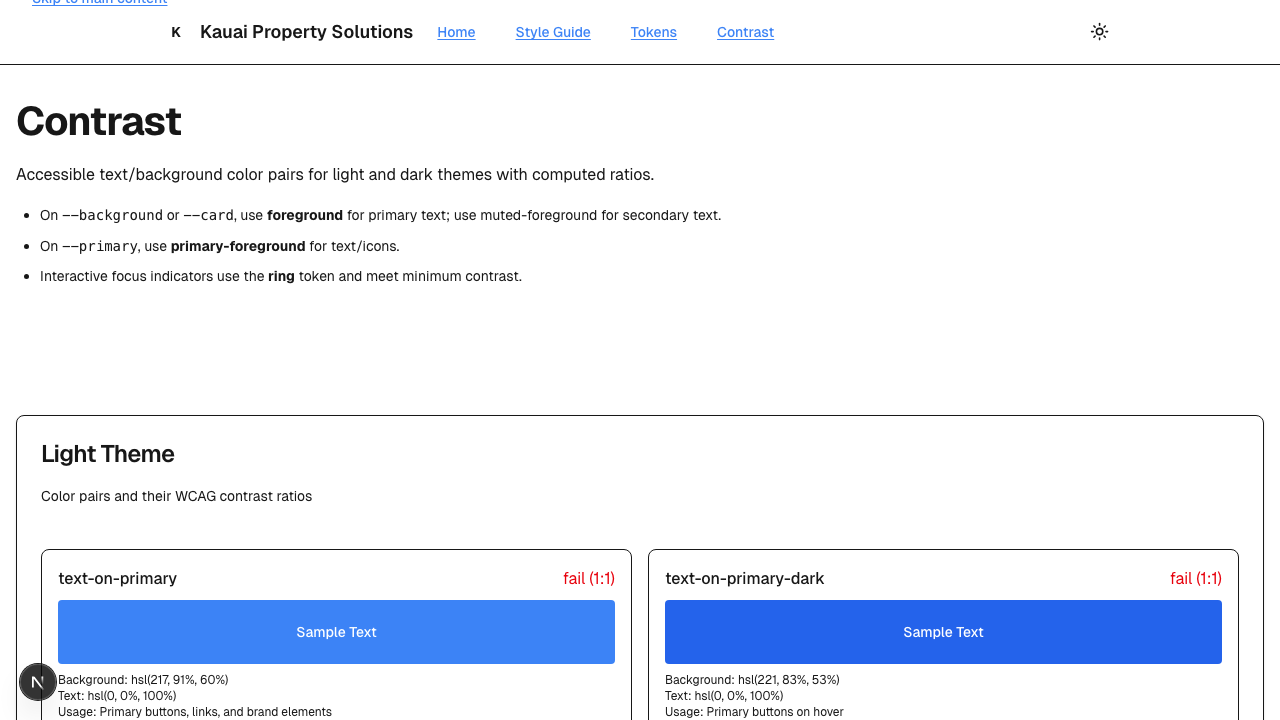 Skip to main content
K Kauai Property Solutions Home Style Guide Tokens Contrast
Contrast
Accessible text/background color pairs for light and dark themes with computed ratios.
On --background or --card, use foreground for primary text; use muted-foreground for secondary text.
On --primary, use primary-foreground for text/icons.
Interactive focus indicators use the ring token and meet minimum contrast.
Light Theme
Color pairs and their WCAG contrast ratios
text-on-primary fail (1:1)
Sample Text
Background: hsl(217, 91%, 60%)
Text: hsl(0, 0%, 100%)
Usage: Primary buttons, links, and brand elements
text-on-primary-dark fail (1:1)
Sample Text
Background: hsl(221, 83%, 53%)
Text: hsl(0, 0%, 100%)
Usage: Primary buttons on hover
N